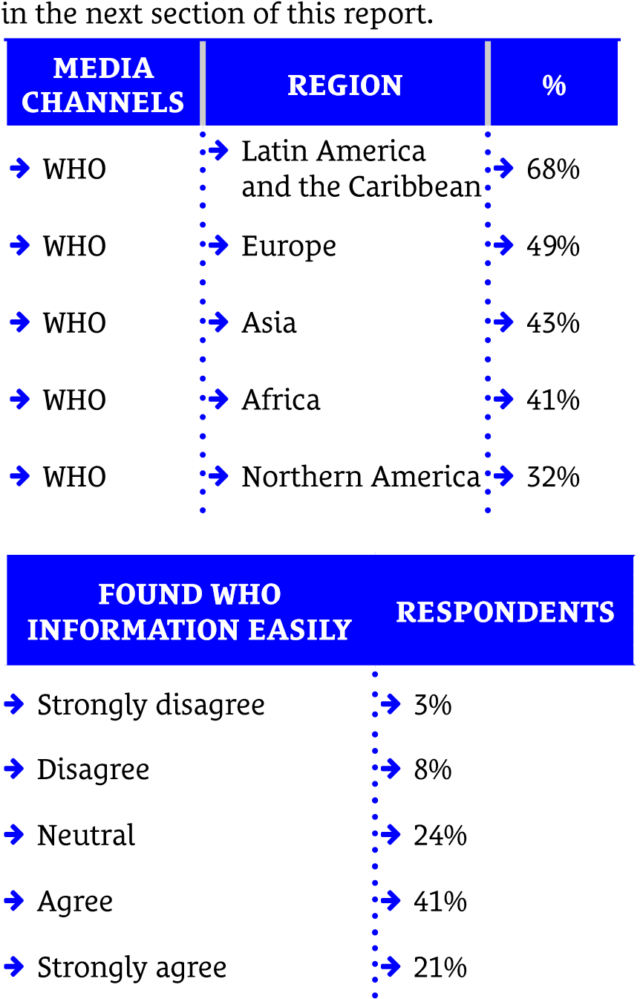 in the next section of this report.
MEDIA CHANNELS REGION %
→ WHO → Latin America and the Caribbean → 68%
→ WHO → Europe → 49%
→ WHO → Asia → 43%
→ WHO → Africa → 41%
→ WHO → Northern America → 32%
FOUND WHO INFORMATION EASILY RESPONDENTS
→ Strongly disagree → 3%
→ Disagree → 8%
→ Neutral → 24%
→ Agree → 41%
→ Strongly agree → 21%